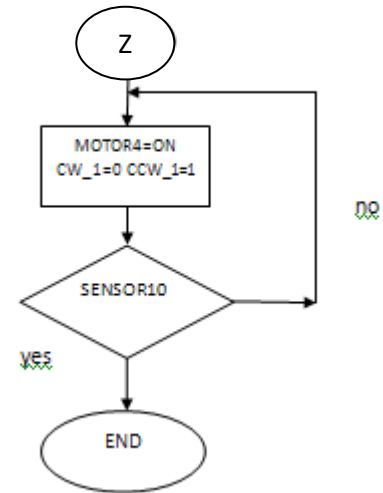 Z
MOTOR4=ON
CW_1=0 CCW_1=1
no
SENSOR10
yes
END